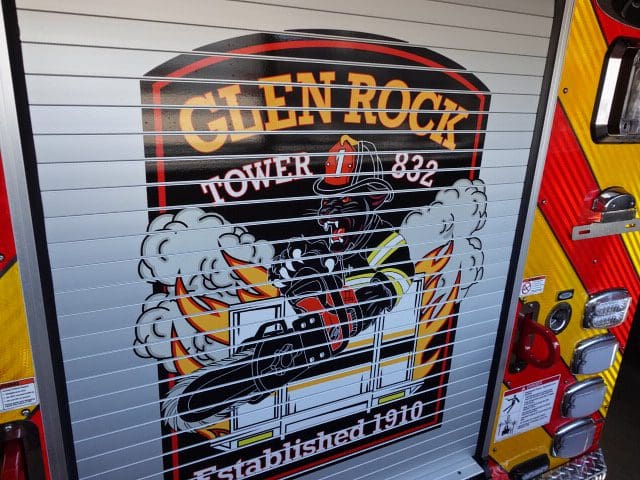 GLEN ROCK
TOWER 832
1
Established 1910